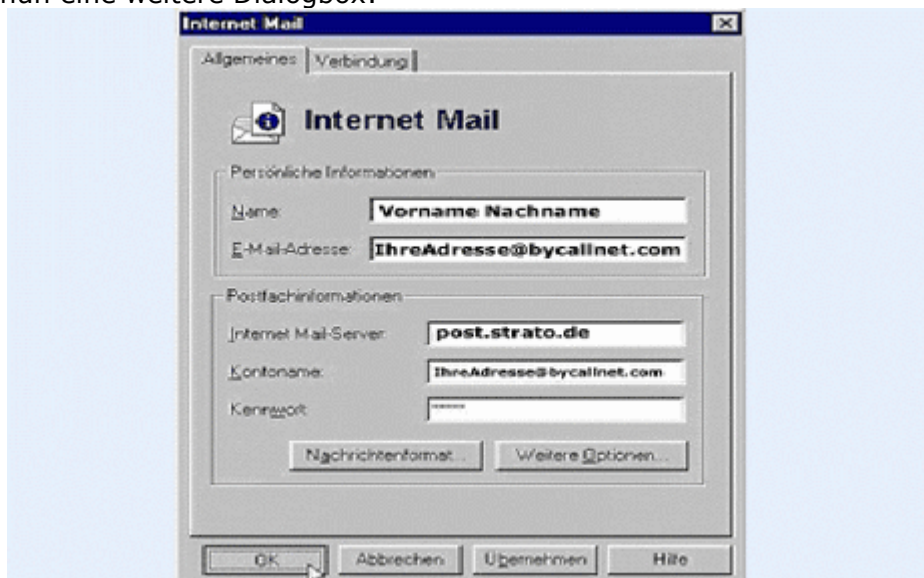 nun eine weitere Dialogbox:
Internet Mail
Allgemeines Verbindung
Internet Mail
Persönliche Informationen
Name: Vorname Nachname
E-Mail-Adresse: IhreAdresse@bycallnet.com
Postfachinformationen
Internet Mail-Server: post.strato.de
Kontoname: IhreAdresse@bycallnet.com
Kennwort:
Nachrichtenformat... Weitere Optionen...
OK Abbrechen Übernehmen Hilfe